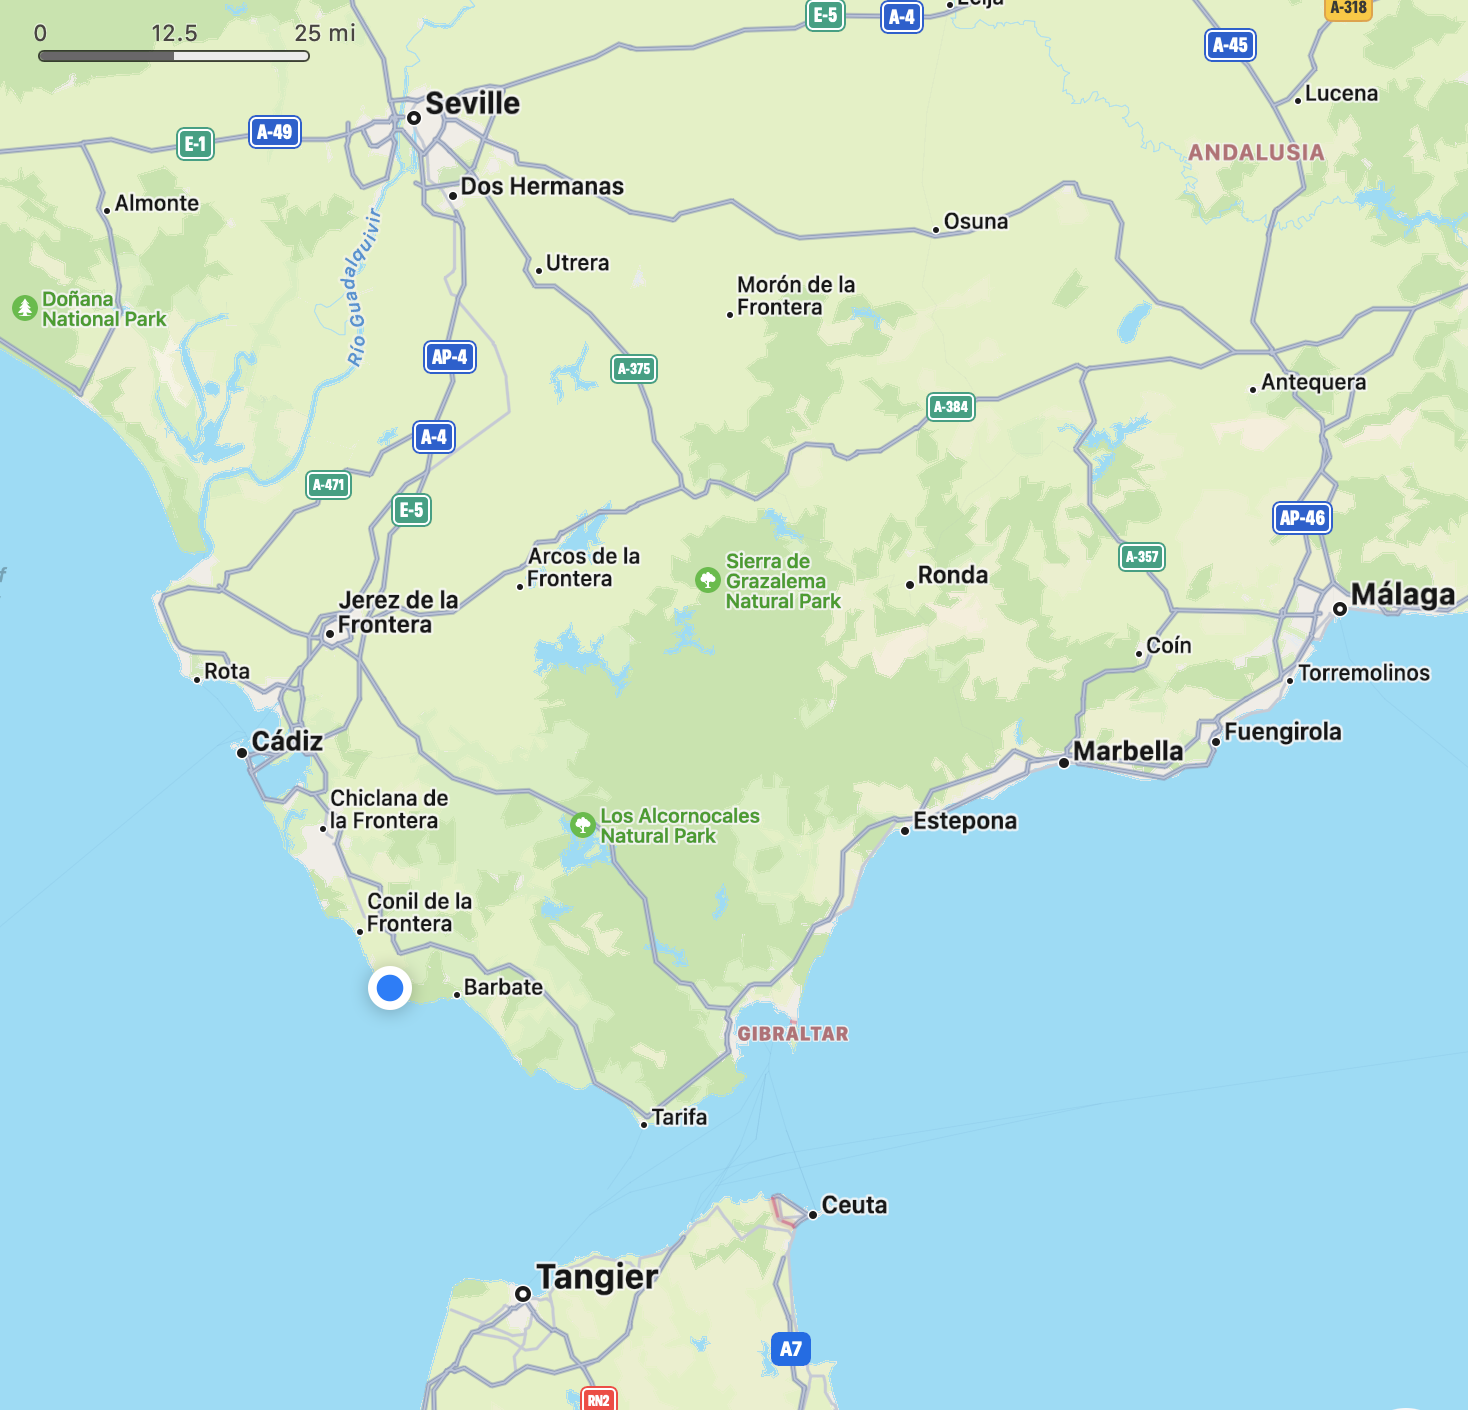 0 12.5 25 mi
E-5
A-4
A-318
A-45
Lucena
Seville
E-1
A-49
ANDALUSIA
Almonte
Dos Hermanas
Río Guadalquivir
Osuna
Utrera
Doñana
National Park
Morón de la
Frontera
AP-4
A-375
Antequera
A-384
A-4
A-471
E-5
AP-46
Arcos de la
Frontera
Sierra de
Grazalema
Natural Park
Ronda
A-357
Málaga
Jerez de la
Frontera
Coín
Rota
Torremolinos
Cádiz
Marbella
Fuengirola
Chiclana de
la Frontera
Los Alcornocales
Natural Park
Estepona
Conil de la
Frontera
Barbate
GIBRALTAR
Tarifa
Ceuta
Tangier
A7
RN2